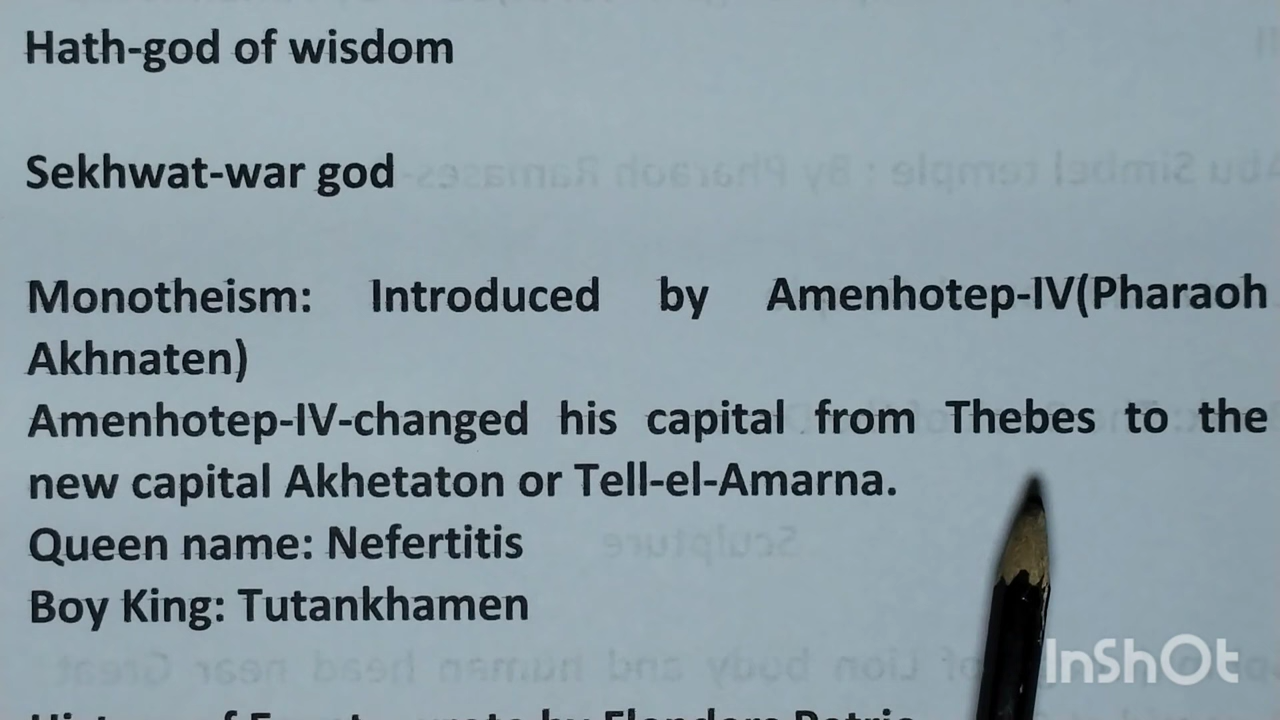 Hath-god of wisdom
Sekhwat-war god
Monotheism: Introduced by Amenhotep-IV(Pharaoh
Akhnaten)
Amenhotep-IV-changed his capital from Thebes to the
new capital Akhetaton or Tell-el-Amarna.
Queen name: Nefertitis
Boy King: Tutankhamen
InShOt